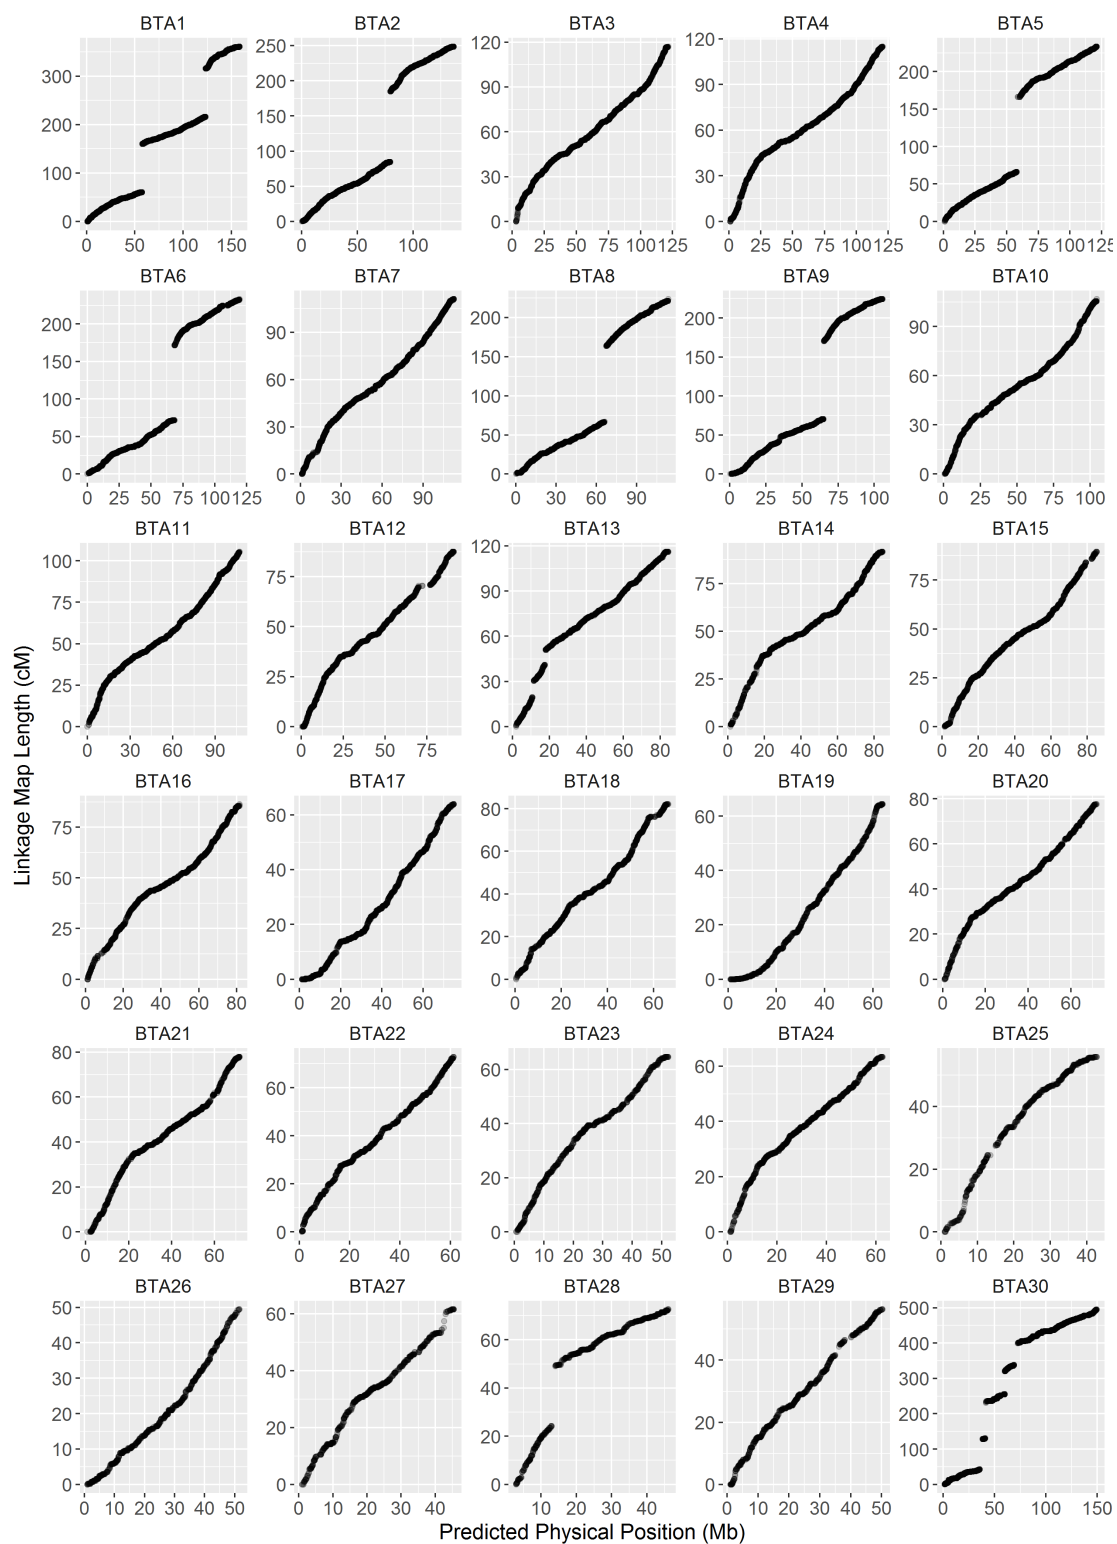 BTA1 BTA2 BTA3 BTA4 BTA5
300 250 120 120 200
200 200 90 90 150
100 150 60 60 100
0 100 30 30 50
50 0 0 0
0
0 50 100 150 0 50 100 0 25 50 75 100 125 0 25 50 75 100 125 0 25 50 75 100 125
BTA6 BTA7 BTA8 BTA9 BTA10
200 90 200 200 90
150 60 150 150 60
100 30 100 100 30
50 0 50 50 0
0 0 0
0 25 50 75 100 125 0 30 60 90 0 30 60 90 0 25 50 75 100 0 25 50 75 100
BTA11 BTA12 BTA13 BTA14 BTA15
100 75 120 75 75
75 50 90 50 50
50 25 60 25 25
25 0 30 0 0
0 0
0 30 60 90 0 25 50 75 0 20 40 60 80 0 20 40 60 80 0 20 40 60 80
Linkage Map Length (cM)
BTA16 BTA17 BTA18 BTA19 BTA20
75 60 80 60 80
50 40 60 40 60
25 20 40 20 40
0 0 20 0 20
0 0
0 20 40 60 80 0 20 40 60 0 20 40 60 0 20 40 60 0 20 40 60
BTA21 BTA22 BTA23 BTA24 BTA25
80 60 60 60 40
60 40 40 40 20
40 20 20 20 0
20 0 0 0
0
0 20 40 60 0 20 40 60 0 10 20 30 40 50 0 20 40 60 0 10 20 30 40
BTA26 BTA27 BTA28 BTA29 BTA30
50 60 60 40 500
40 40 40 20 400
30 20 20 0 300
20 0 0 200
10 100
0 0
0 10 20 30 40 50 0 10 20 30 40 10 20 30 40 0 10 20 30 40 50 0 50 100 150
Predicted Physical Position (Mb)